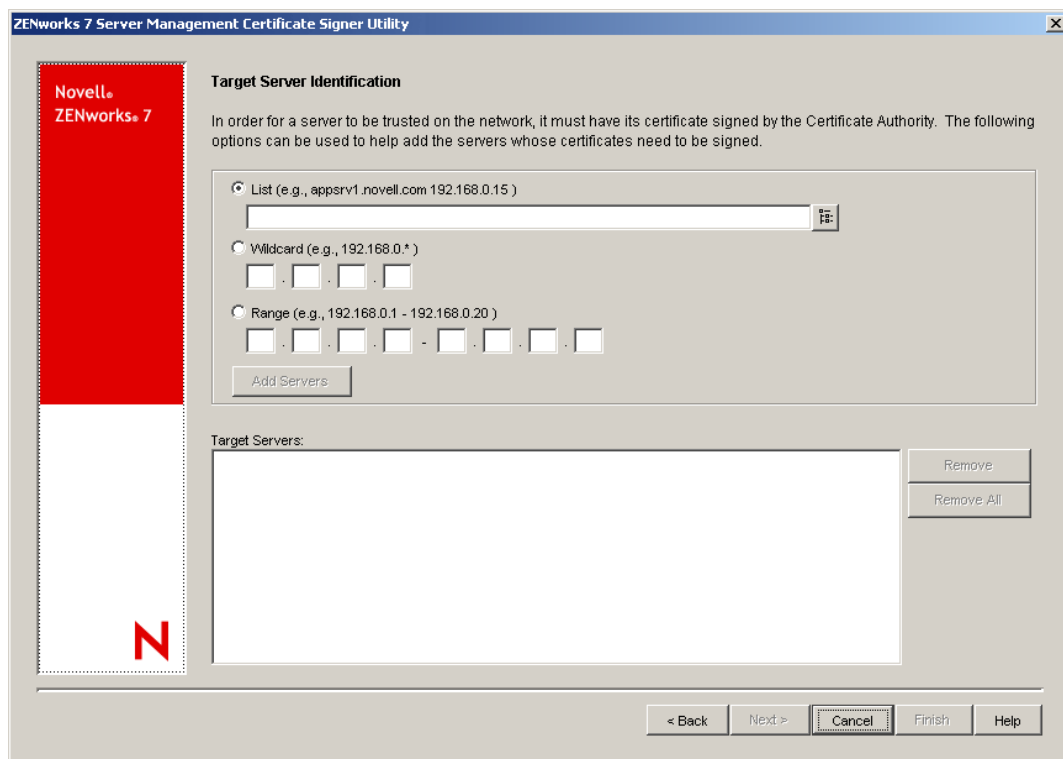 ZENworks 7 Server Management Certificate Signer Utility
Novell®
ZENworks® 7
Target Server Identification
In order for a server to be trusted on the network, it must have its certificate signed by the Certificate Authority.  The following
options can be used to help add the servers whose certificates need to be signed.
List (e.g., appsrv1.novell.com 192.168.0.15 )
Wildcard (e.g., 192.168.0.* )
. . .
Range (e.g., 192.168.0.1 - 192.168.0.20 )
. . . - . . .
Add Servers
Target Servers:
Remove
Remove All
N
< Back
Next >
Cancel
Finish
Help